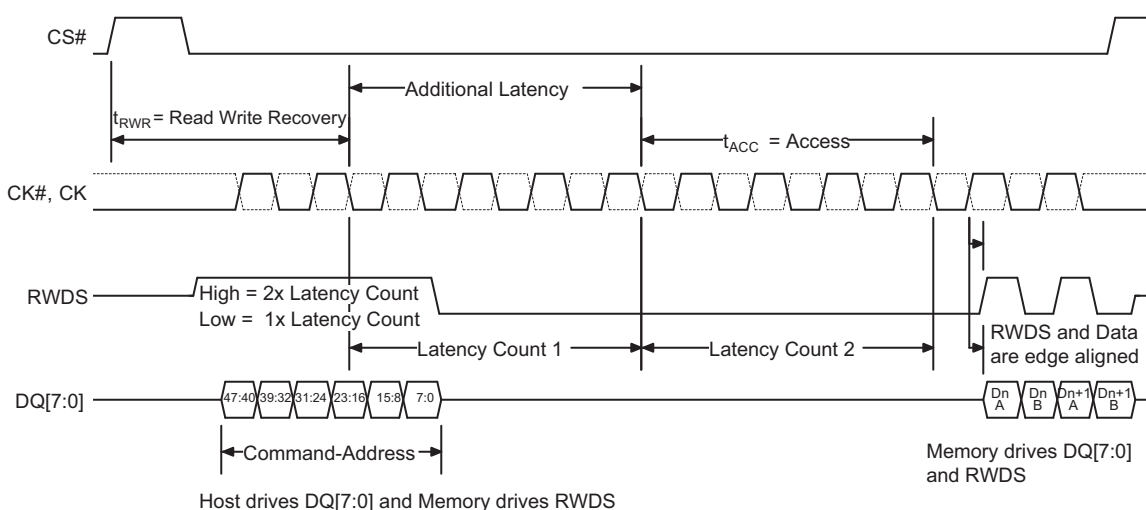 CS#
Additional Latency
tRWR = Read Write Recovery
tACC = Access
CK#, CK
RWDS
High = 2x Latency Count
Low = 1x Latency Count
RWDS and Data
are edge aligned
Latency Count 1
Latency Count 2
DQ[7:0]
47:40 39:32 31:24 23:16 15:8 7:0
Dn A
Dn B
Dn+1 A
Dn+1 B
Command-Address
Memory drives DQ[7:0]
and RWDS
Host drives DQ[7:0] and Memory drives RWDS